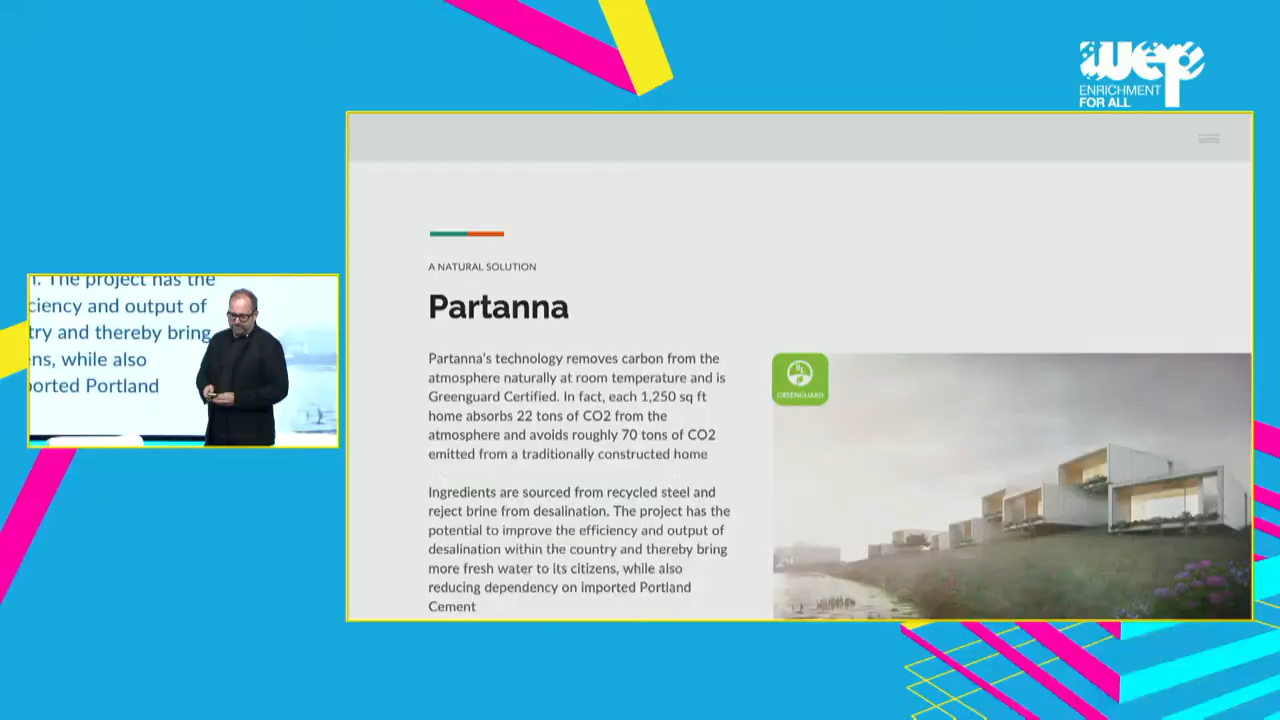 wep
ENRICHMENT
FOR ALL
A NATURAL SOLUTION
Partanna
Partanna's technology removes carbon from the
atmosphere naturally at room temperature and is
Greenguard Certified. In fact, each 1,250 sq ft
home absorbs 22 tons of CO2 from the
atmosphere and avoids roughly 70 tons of CO2
emitted from a traditionally constructed home
Ingredients are sourced from recycled steel and
reject brine from desalination. The project has the
potential to improve the efficiency and output of
desalination within the country and thereby bring
more fresh water to its citizens, while also
reducing dependency on imported Portland
Cement
GREENGUARD
The project has the
ciency and output of
try and thereby bring
ens, while also
ported Portland